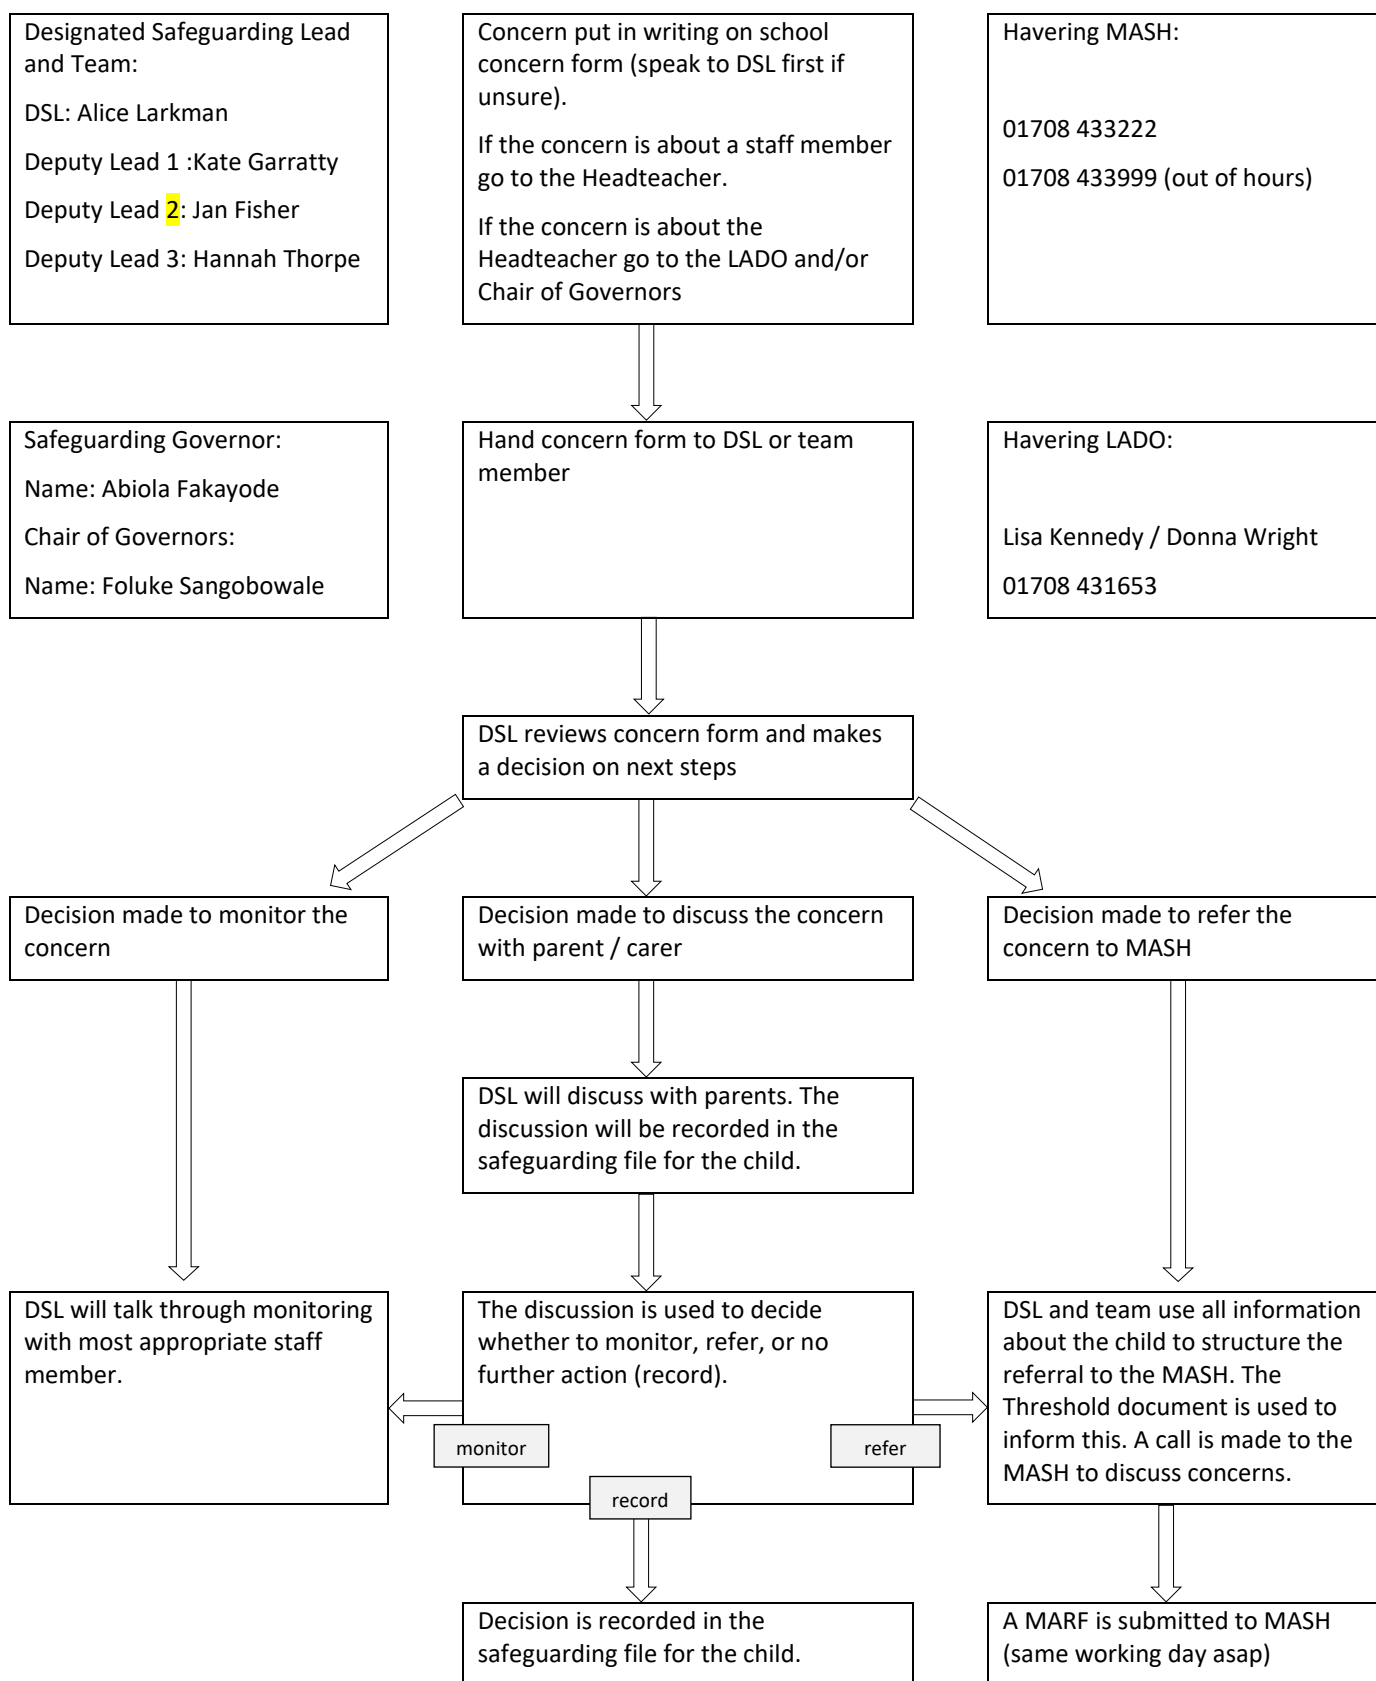 Designated Safeguarding Lead
and Team:
DSL: Alice Larkman
Deputy Lead 1 :Kate Garratty
Deputy Lead 2: Jan Fisher
Deputy Lead 3: Hannah Thorpe
Concern put in writing on school
concern form (speak to DSL first if
unsure).
If the concern is about a staff member
go to the Headteacher.
If the concern is about the
Headteacher go to the LADO and/or
Chair of Governors
Havering MASH:
01708 433222
01708 433999 (out of hours)
Safeguarding Governor:
Name: Abiola Fakayode
Chair of Governors:
Name: Foluke Sangobowale
Hand concern form to DSL or team
member
Havering LADO:
Lisa Kennedy / Donna Wright
01708 431653
DSL reviews concern form and makes
a decision on next steps
Decision made to monitor the
concern
Decision made to discuss the concern
with parent / carer
Decision made to refer the
concern to MASH
DSL will discuss with parents. The
discussion will be recorded in the
safeguarding file for the child.
DSL will talk through monitoring
with most appropriate staff
member.
The discussion is used to decide
whether to monitor, refer, or no
further action (record).
monitor
refer
record
DSL and team use all information
about the child to structure the
referral to the MASH. The
Threshold document is used to
inform this. A call is made to the
MASH to discuss concerns.
Decision is recorded in the
safeguarding file for the child.
A MARF is submitted to MASH
(same working day asap)